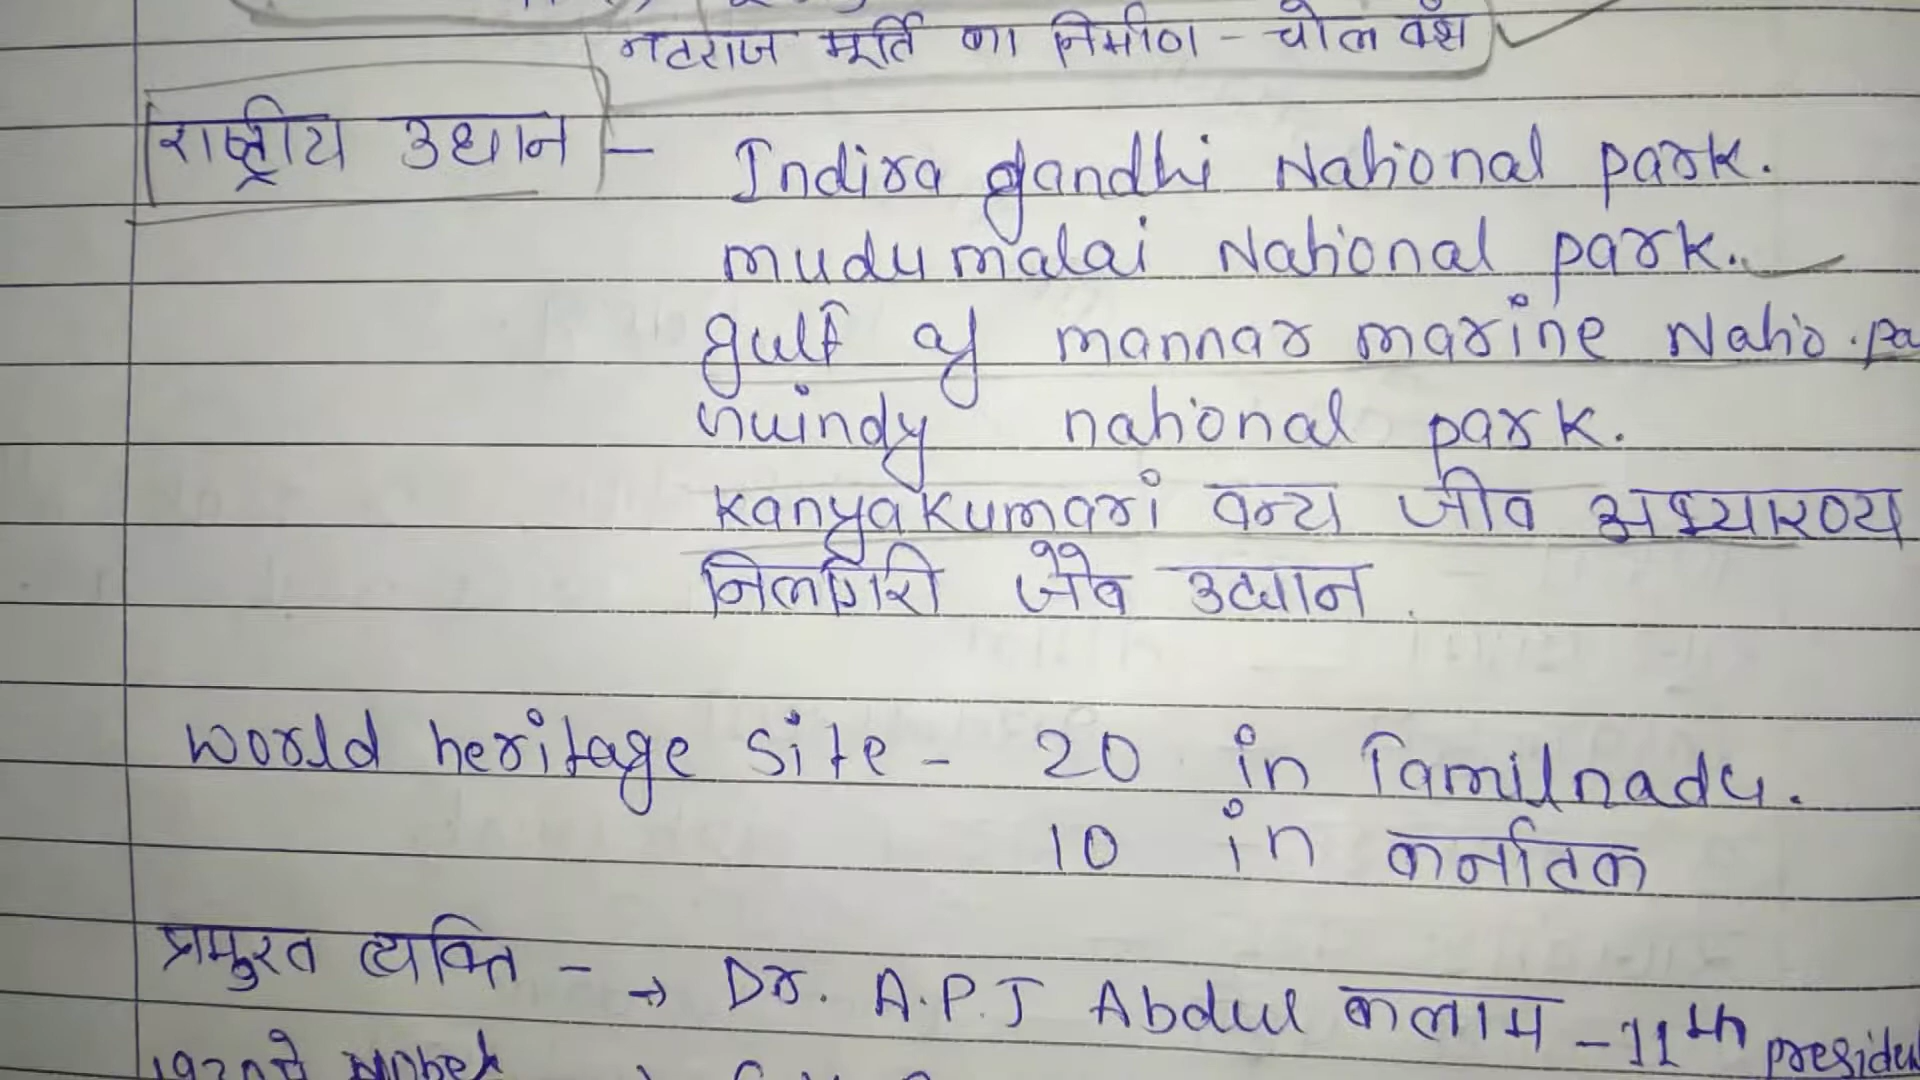 नटराज मूर्ति का निर्माण - चोल वंश
राष्ट्रीय उधान - Indira gandhi National park.
mudumalai National park.
gulf of mannar marine Natio. pa
Guindy national park.
Kanyakumari वन्य जीव अभ्यारण्य
निलगिरी जैव उद्यान
World heritage site - 20 in Tamilnadu.
10 in कर्नाटक
प्रमुख व्यक्ति - → Dr. A.P.J Abdul कलाम - 11th presiden